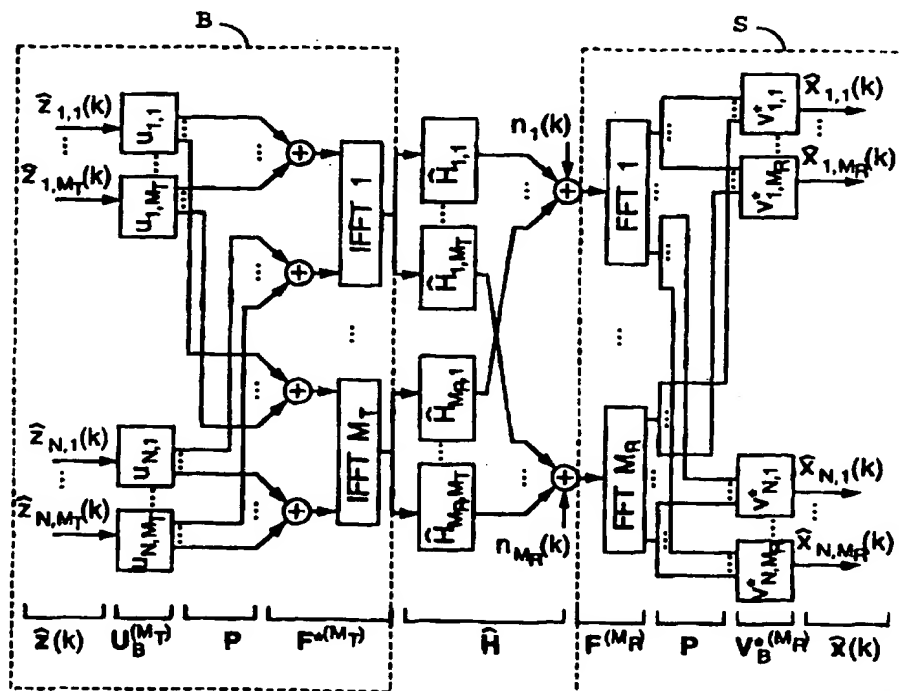 B
S
ẑ1,1(k)
u1,1
ẑ1,MT(k)
u1,MT
ẑN,1(k)
uN,1
ẑN,MT(k)
uN,MT
IFFT 1
IFFT MT
Ĥ1,1
Ĥ1,MT
ĤMR,1
ĤMR,MT
n1(k)
nMR(k)
FFT 1
FFT MR
v*1,1
x̂1,1(k)
v*1,MR
x̂1,MR(k)
v*N,1
x̂N,1(k)
v*N,MR
x̂N,MR(k)
ẑ(k) UB(MT) P F*(MT) Ĥ F(MR) P V*B(MR) x̂(k)